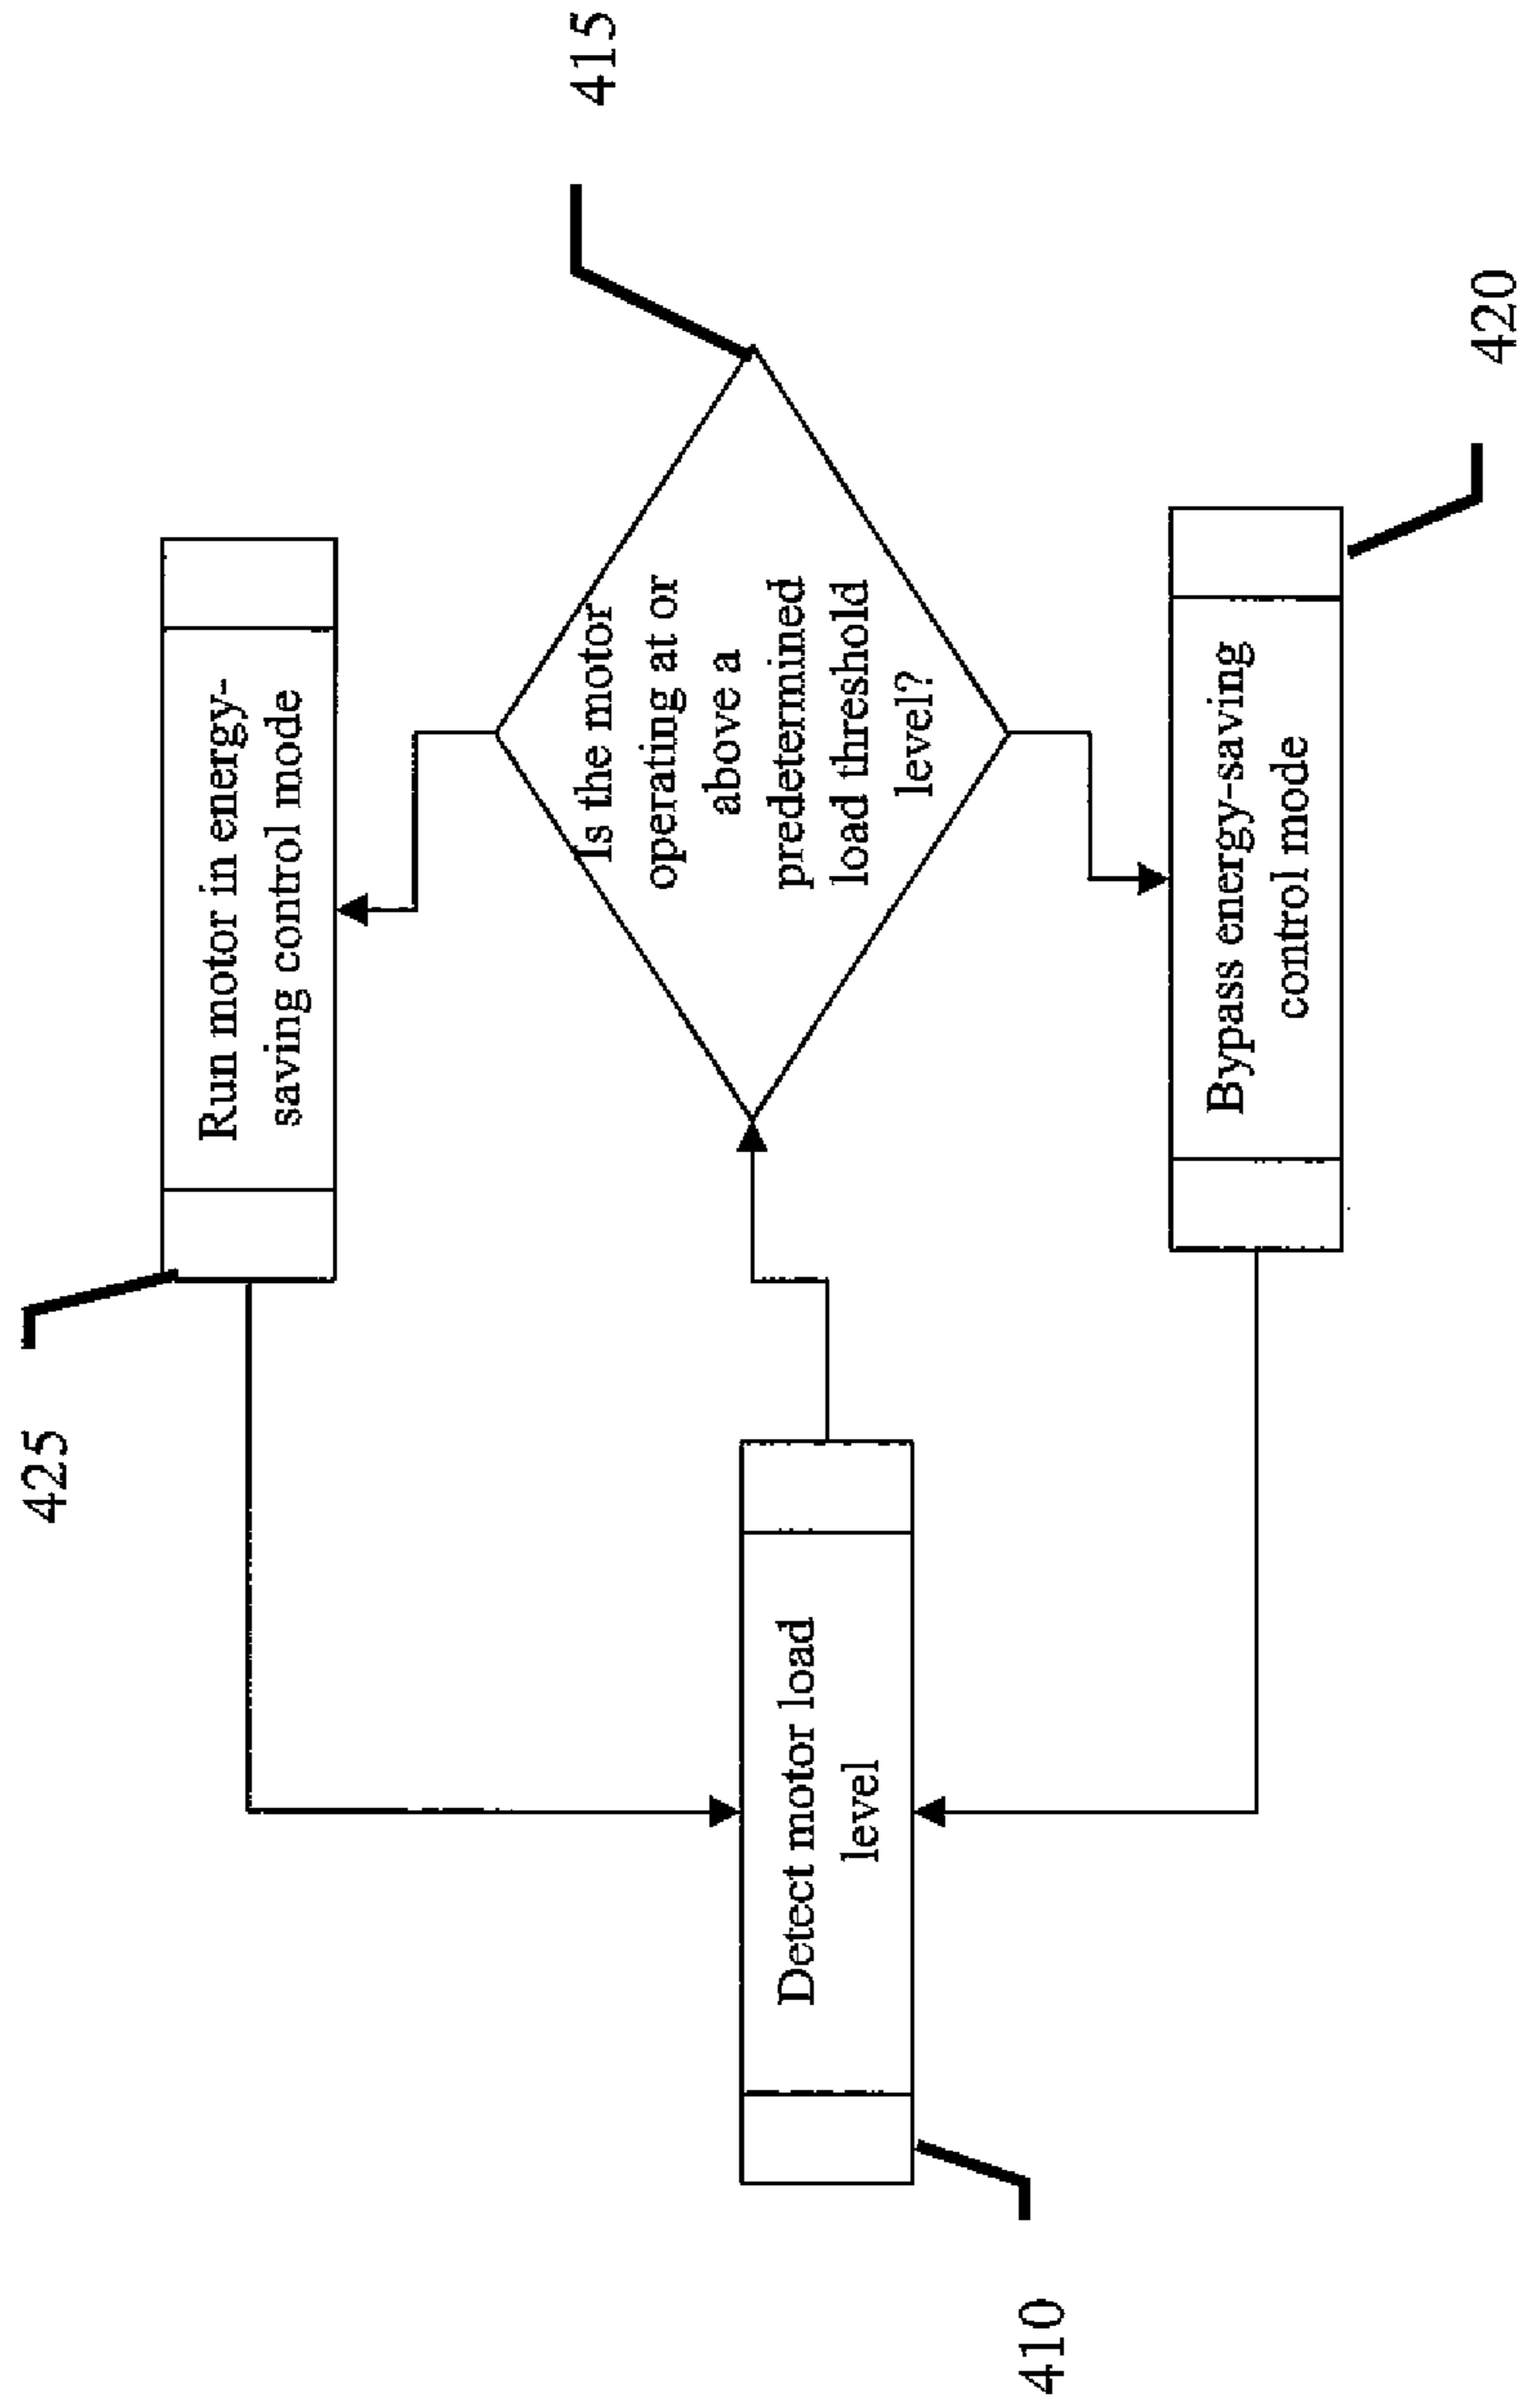 425
Run motor in energy-
saving control mode
415
Is the motor
operating at or
above a
predetermined
load threshold
level?
410
Detect motor load
level
Bypass energy-saving
control mode
420